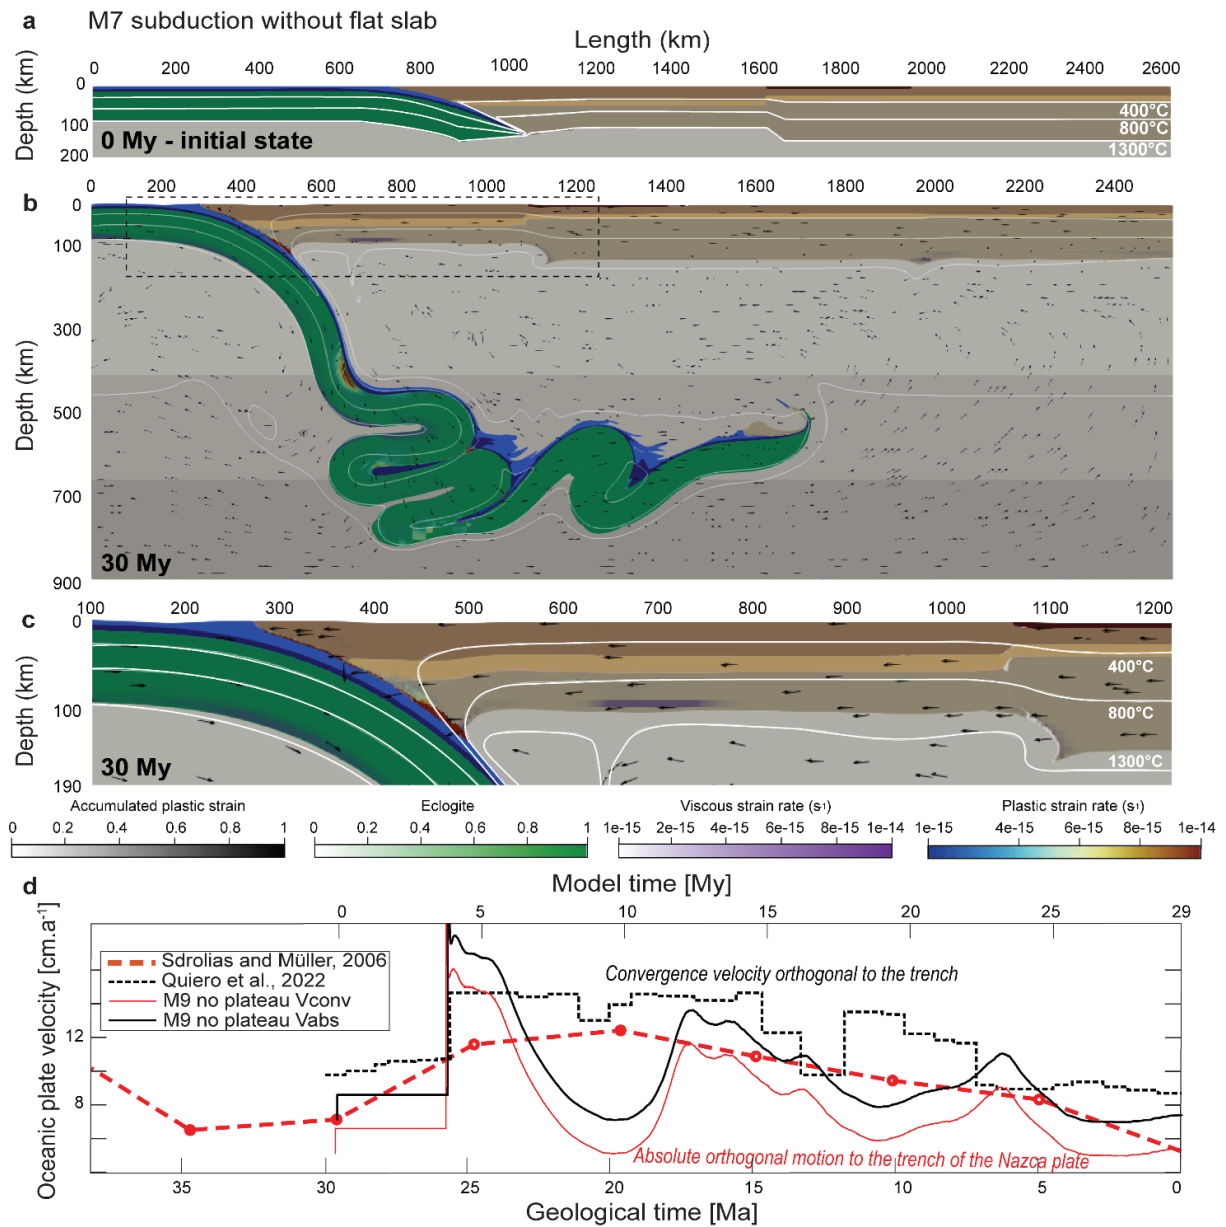 a M7 subduction without flat slab
Length (km)
0 200 400 600 800 1000 1200 1400 1600 1800 2000 2200 2400 2600
Depth (km)
0
100
200
400°C
800°C
1300°C
0 My - initial state
0 200 400 600 800 1000 1200 1400 1600 1800 2000 2200 2400
b
Depth (km)
0
100
300
500
700
900
30 My
100 200 300 400 500 600 700 800 900 1000 1100 1200
c
Depth (km)
0
100
190
400°C
800°C
1300°C
30 My
Accumulated plastic strain
0 0.2 0.4 0.6 0.8 1
Eclogite
0 0.2 0.4 0.6 0.8 1
Viscous strain rate (s-1)
1e-15 2e-15 4e-15 6e-15 8e-15 1e-14
Plastic strain rate (s-1)
1e-15 4e-15 6e-15 8e-15 1e-14
d
Model time [My]
0 5 10 15 20 25 29
Oceanic plate velocity [cm.a-1]
12
8
4
Sdrolias and Müller, 2006
Quiero et al., 2022
M9 no plateau Vconv
M9 no plateau Vabs
Convergence velocity orthogonal to the trench
Absolute orthogonal motion to the trench of the Nazca plate
35 30 25 20 15 10 5 0
Geological time [Ma]